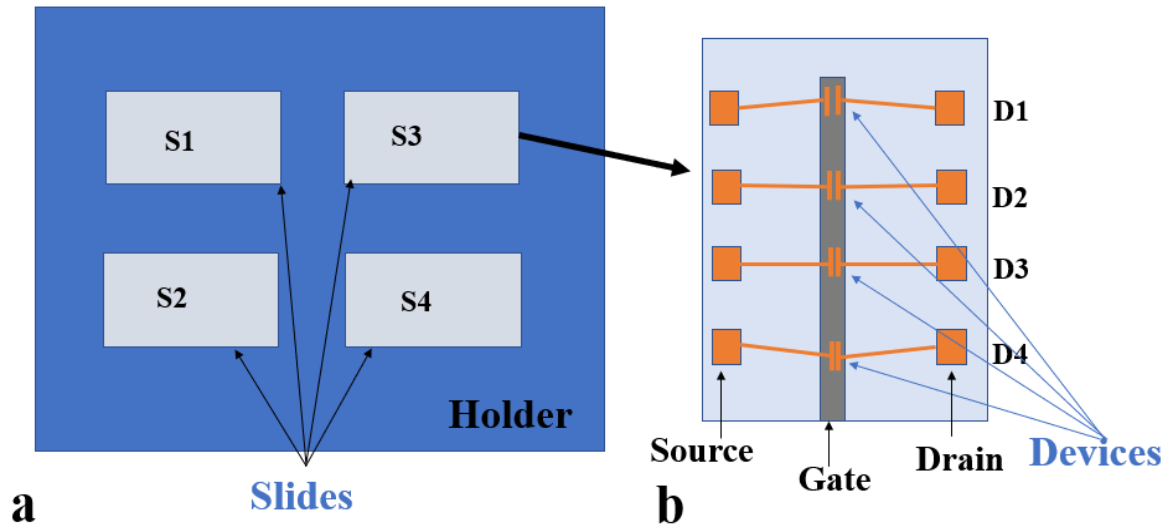 S1
S3
S2
S4
Holder
Slides
a
D1
D2
D3
D4
Source
Gate
Drain
Devices
b